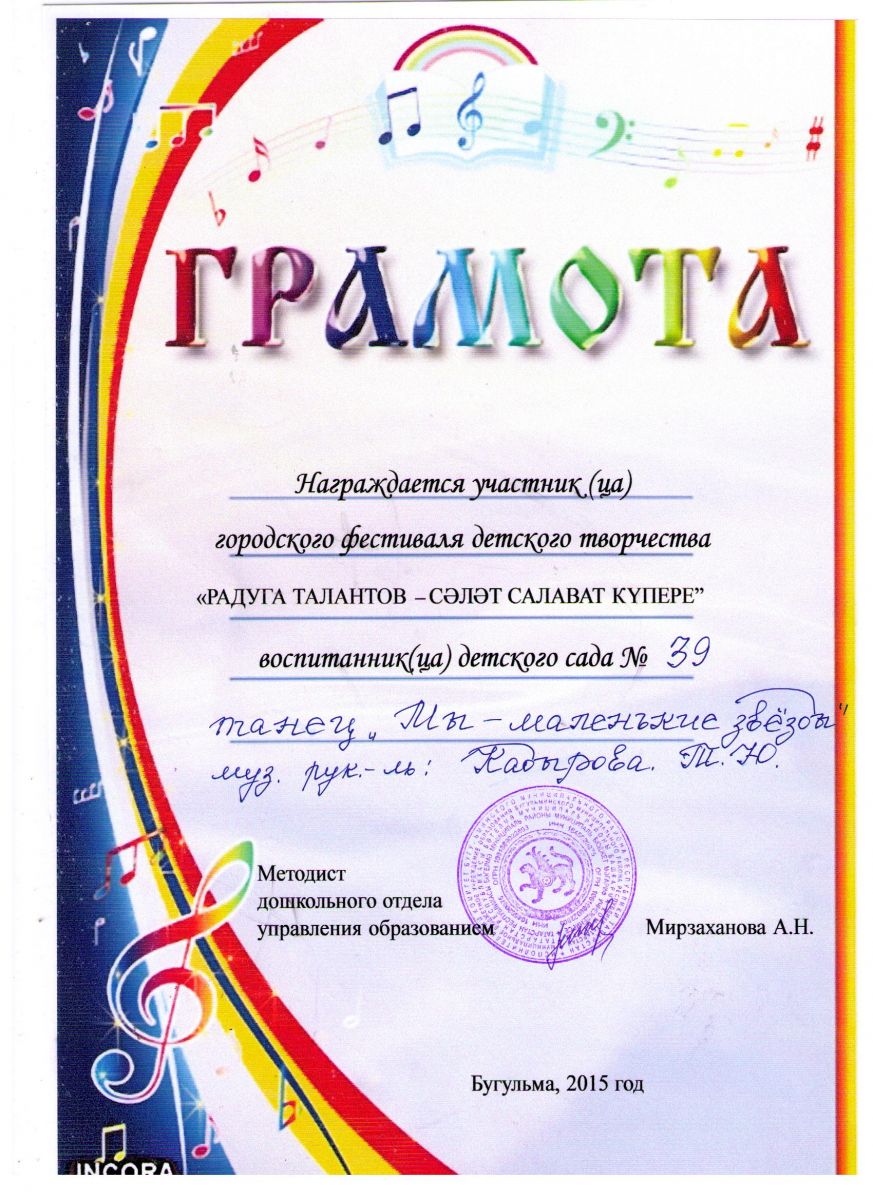 ГРАМОТА
Награждается участник (ца)
городского фестиваля детского творчества
«РАДУГА ТАЛАНТОВ – СӘЛӘТ САЛАВАТ КҮПЕРЕ”
воспитанник(ца) детского сада № 39
танец „Мы – маленькие звёзды“
муз. рук.-ль: Кадырова. Т.Ю.
Методист
дошкольного отдела
управления образованием
Мирзаханова А.Н.
Бугульма, 2015 год
INCORA